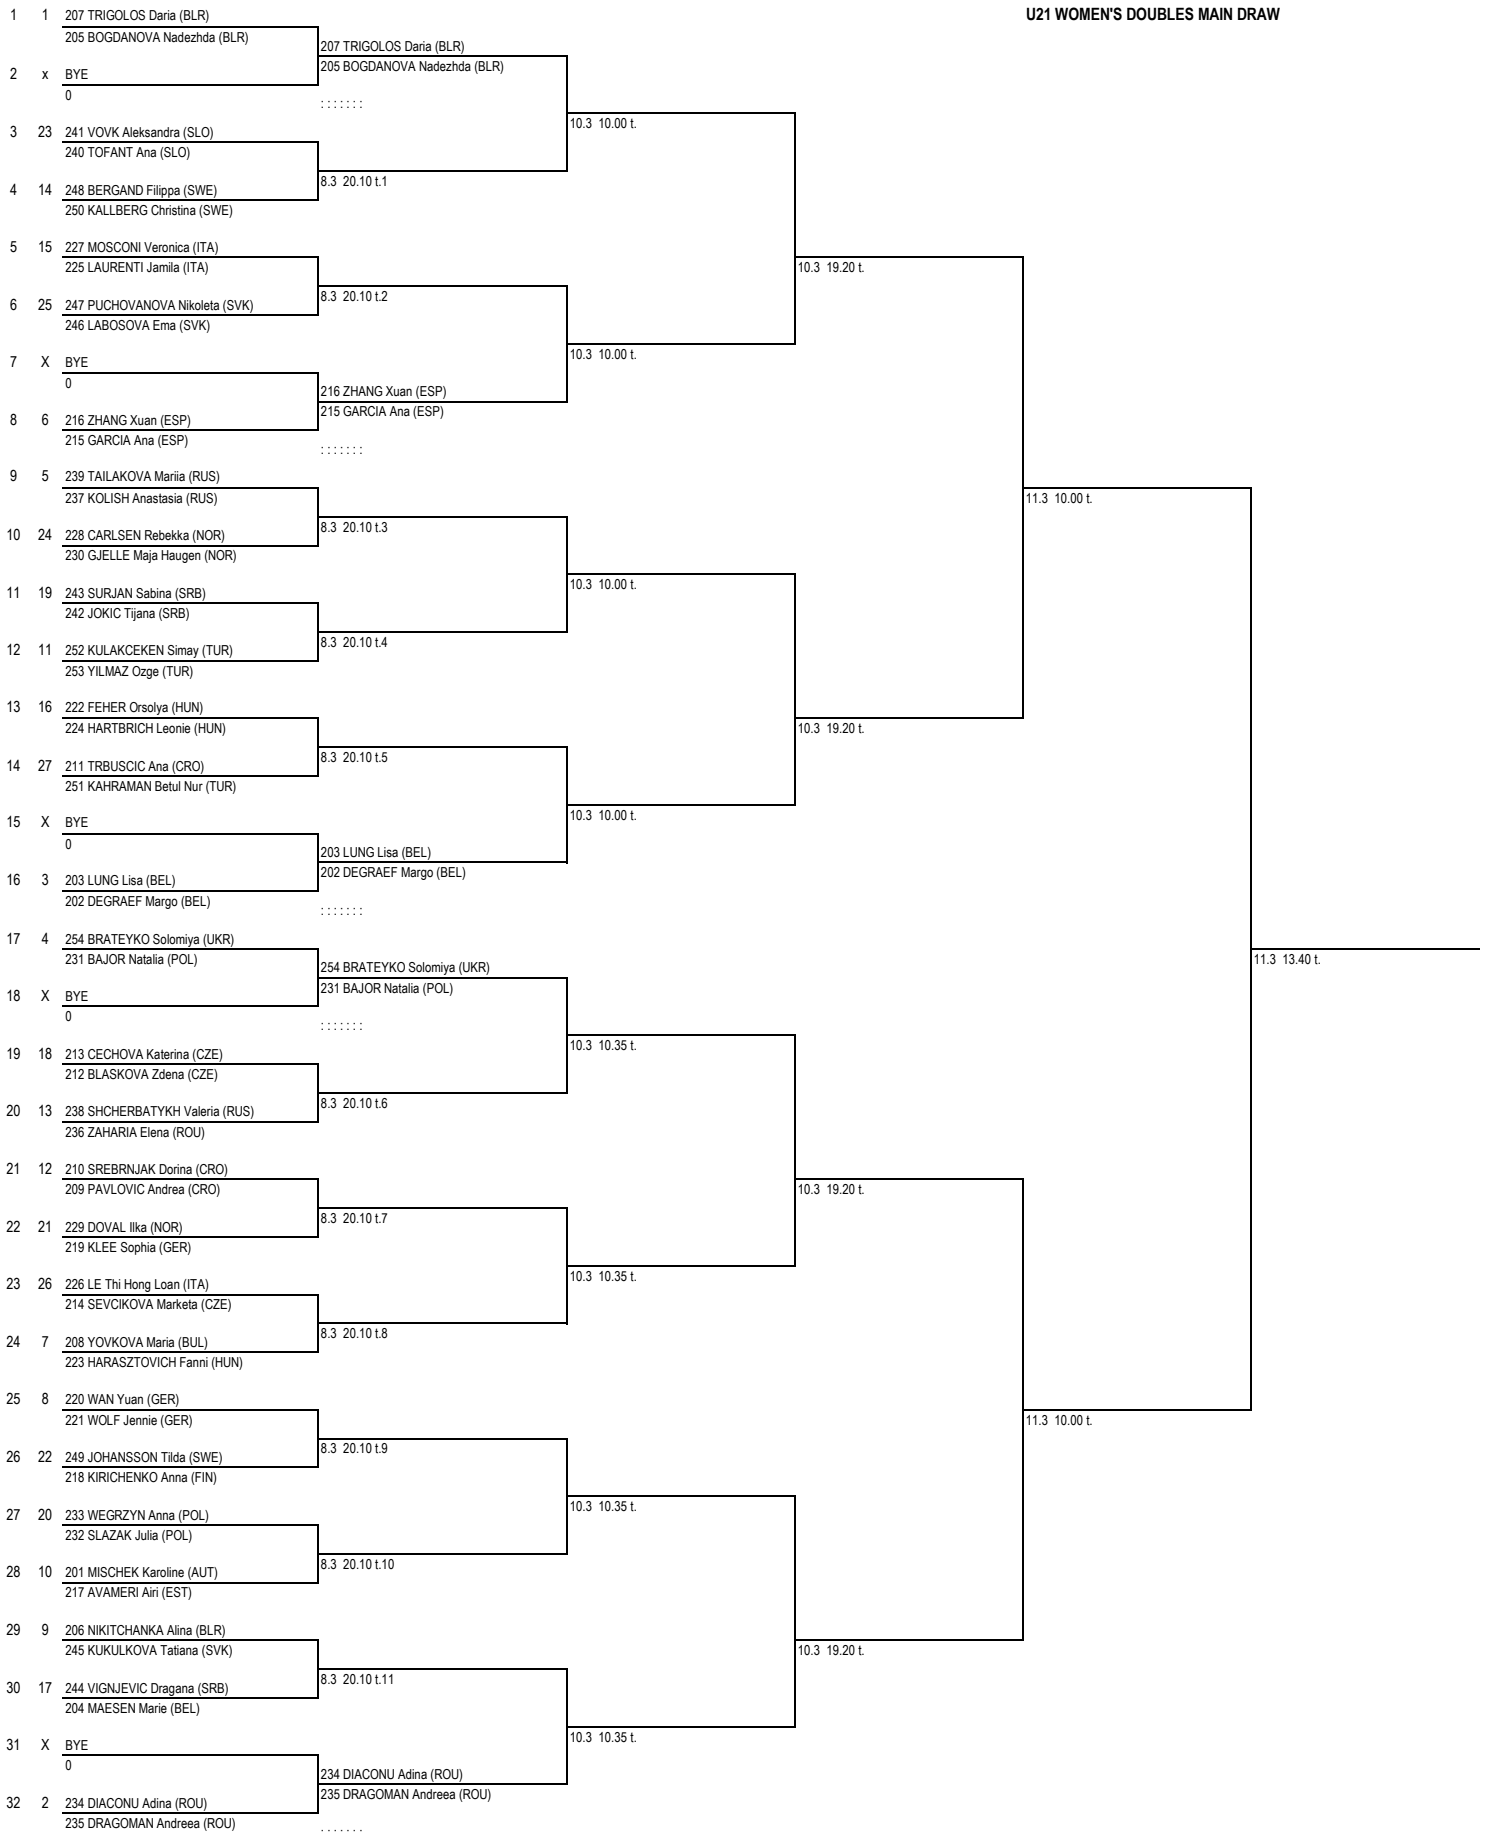 U21 WOMEN'S DOUBLES MAIN DRAW
1 1 207 TRIGOLOS Daria (BLR)
205 BOGDANOVA Nadezhda (BLR)
207 TRIGOLOS Daria (BLR)
205 BOGDANOVA Nadezhda (BLR)
2 x BYE
0
: : : : : : :
10.3 10.00 t.
3 23 241 VOVK Aleksandra (SLO)
240 TOFANT Ana (SLO)
8.3 20.10 t.1
4 14 248 BERGAND Filippa (SWE)
250 KALLBERG Christina (SWE)
5 15 227 MOSCONI Veronica (ITA)
225 LAURENTI Jamila (ITA)
10.3 19.20 t.
8.3 20.10 t.2
6 25 247 PUCHOVANOVA Nikoleta (SVK)
246 LABOSOVA Ema (SVK)
10.3 10.00 t.
7 X BYE
0
216 ZHANG Xuan (ESP)
215 GARCIA Ana (ESP)
8 6 216 ZHANG Xuan (ESP)
215 GARCIA Ana (ESP)
: : : : : : :
9 5 239 TAILAKOVA Mariia (RUS)
237 KOLISH Anastasia (RUS)
11.3 10.00 t.
8.3 20.10 t.3
10 24 228 CARLSEN Rebekka (NOR)
230 GJELLE Maja Haugen (NOR)
10.3 10.00 t.
11 19 243 SURJAN Sabina (SRB)
242 JOKIC Tijana (SRB)
8.3 20.10 t.4
12 11 252 KULAKCEKEN Simay (TUR)
253 YILMAZ Ozge (TUR)
13 16 222 FEHER Orsolya (HUN)
224 HARTBRICH Leonie (HUN)
10.3 19.20 t.
8.3 20.10 t.5
14 27 211 TRBUSCIC Ana (CRO)
251 KAHRAMAN Betul Nur (TUR)
10.3 10.00 t.
15 X BYE
0
203 LUNG Lisa (BEL)
202 DEGRAEF Margo (BEL)
16 3 203 LUNG Lisa (BEL)
202 DEGRAEF Margo (BEL)
: : : : : : :
17 4 254 BRATEYKO Solomiya (UKR)
231 BAJOR Natalia (POL)
11.3 13.40 t.
254 BRATEYKO Solomiya (UKR)
231 BAJOR Natalia (POL)
18 X BYE
0
: : : : : : :
10.3 10.35 t.
19 18 213 CECHOVA Katerina (CZE)
212 BLASKOVA Zdena (CZE)
8.3 20.10 t.6
20 13 238 SHCHERBATYKH Valeria (RUS)
236 ZAHARIA Elena (ROU)
21 12 210 SREBRNJAK Dorina (CRO)
209 PAVLOVIC Andrea (CRO)
10.3 19.20 t.
8.3 20.10 t.7
22 21 229 DOVAL Ilka (NOR)
219 KLEE Sophia (GER)
10.3 10.35 t.
23 26 226 LE Thi Hong Loan (ITA)
214 SEVCIKOVA Marketa (CZE)
8.3 20.10 t.8
24 7 208 YOVKOVA Maria (BUL)
223 HARASZTOVICH Fanni (HUN)
25 8 220 WAN Yuan (GER)
221 WOLF Jennie (GER)
11.3 10.00 t.
8.3 20.10 t.9
26 22 249 JOHANSSON Tilda (SWE)
218 KIRICHENKO Anna (FIN)
10.3 10.35 t.
27 20 233 WEGRZYN Anna (POL)
232 SLAZAK Julia (POL)
8.3 20.10 t.10
28 10 201 MISCHEK Karoline (AUT)
217 AVAMERI Airi (EST)
29 9 206 NIKITCHANKA Alina (BLR)
245 KUKULKOVA Tatiana (SVK)
10.3 19.20 t.
8.3 20.10 t.11
30 17 244 VIGNJEVIC Dragana (SRB)
204 MAESEN Marie (BEL)
10.3 10.35 t.
31 X BYE
0
234 DIACONU Adina (ROU)
235 DRAGOMAN Andreea (ROU)
32 2 234 DIACONU Adina (ROU)
235 DRAGOMAN Andreea (ROU)
: : : : : : :